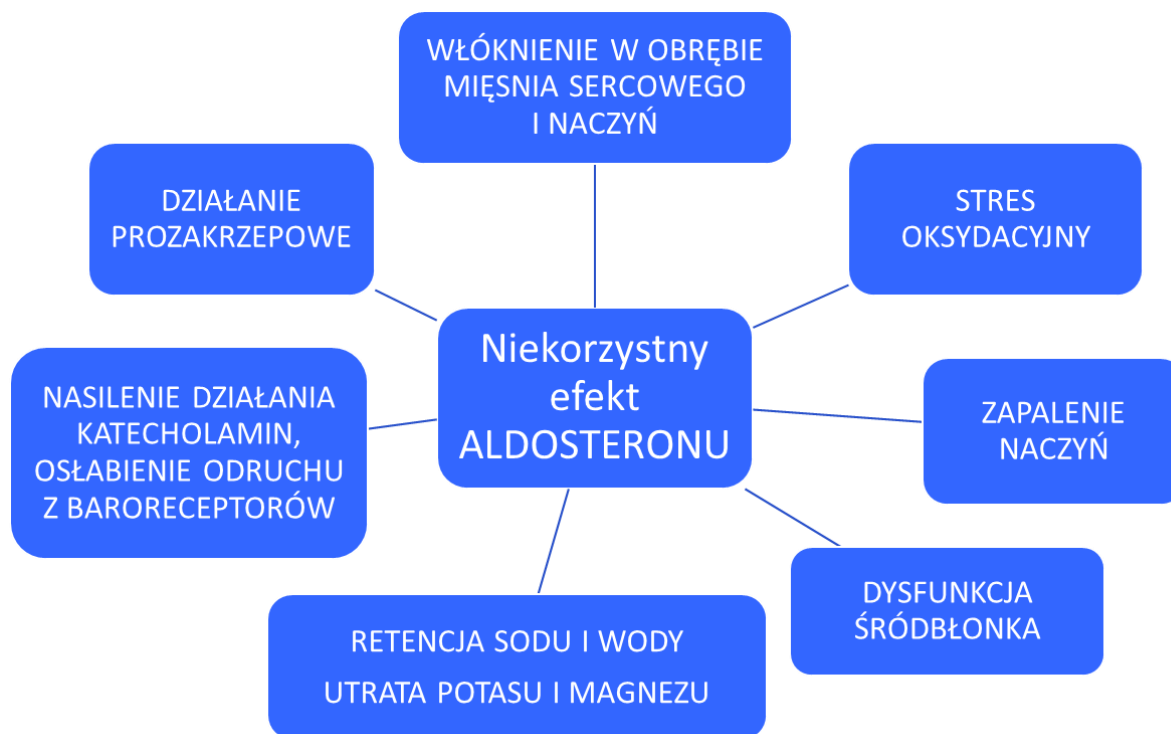 WŁÓKNIENIE W OBRĘBIE
MIĘSNIA SERCOWEGO
I NACZYŃ
DZIAŁANIE
PROZAKRZEPOWE
STRES
OKSYDACYJNY
Niekorzystny
efekt
ALDOSTERONU
NASILENIE DZIAŁANIA
KATECHOLAMIN,
OSŁABIENIE ODRUCHU
Z BARORECEPTORÓW
ZAPALENIE
NACZYŃ
DYSFUNKCJA
ŚRÓDBŁONKA
RETENCJA SODU I WODY
UTRATA POTASU I MAGNEZU